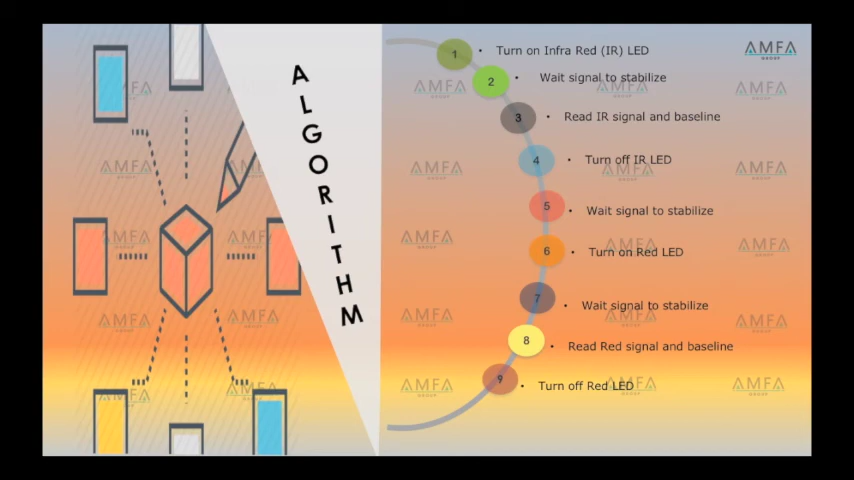 ALGORITHM
1 • Turn on Infra Red (IR) LED
2 • Wait signal to stabilize
3 • Read IR signal and baseline
4 • Turn off IR LED
5 • Wait signal to stabilize
6 • Turn on Red LED
7 • Wait signal to stabilize
8 • Read Red signal and baseline
9 • Turn off Red LED
AMFA
GROUP